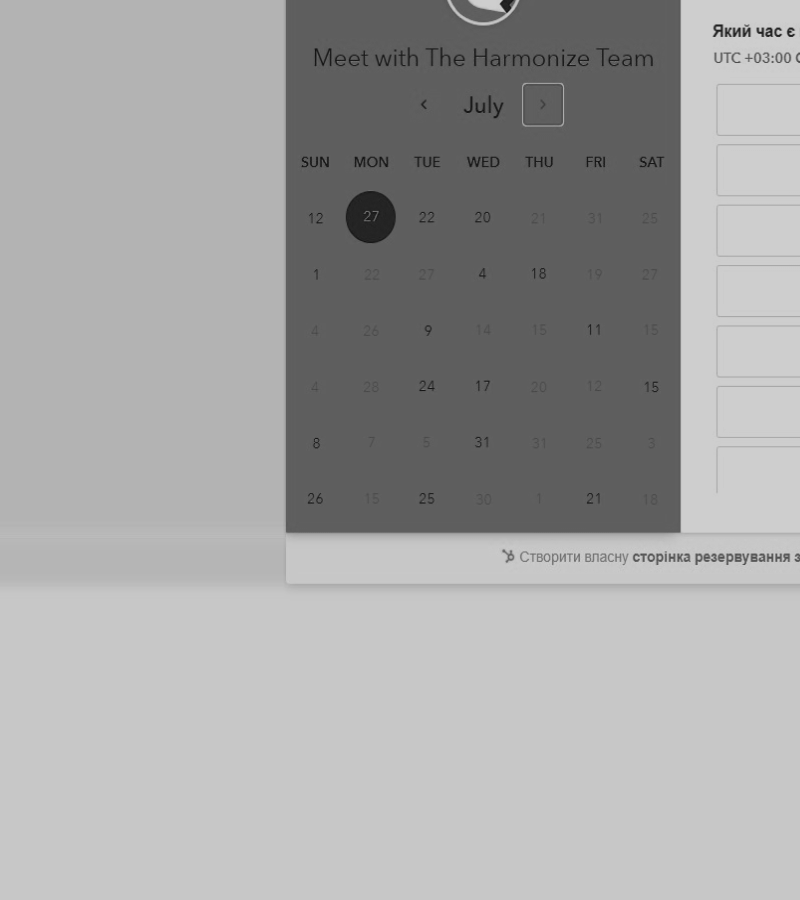 Meet with The Harmonize Team
July
SUN MON TUE WED THU FRI SAT
12 27 22 20 21 31 25
1 22 27 4 18 19 27
4 26 9 14 15 11 15
4 28 24 17 20 12 15
8 7 5 31 31 25 3
26 15 25 30 1 21 18
Який час є
UTC +03:00
Створити власну сторінка резервування з